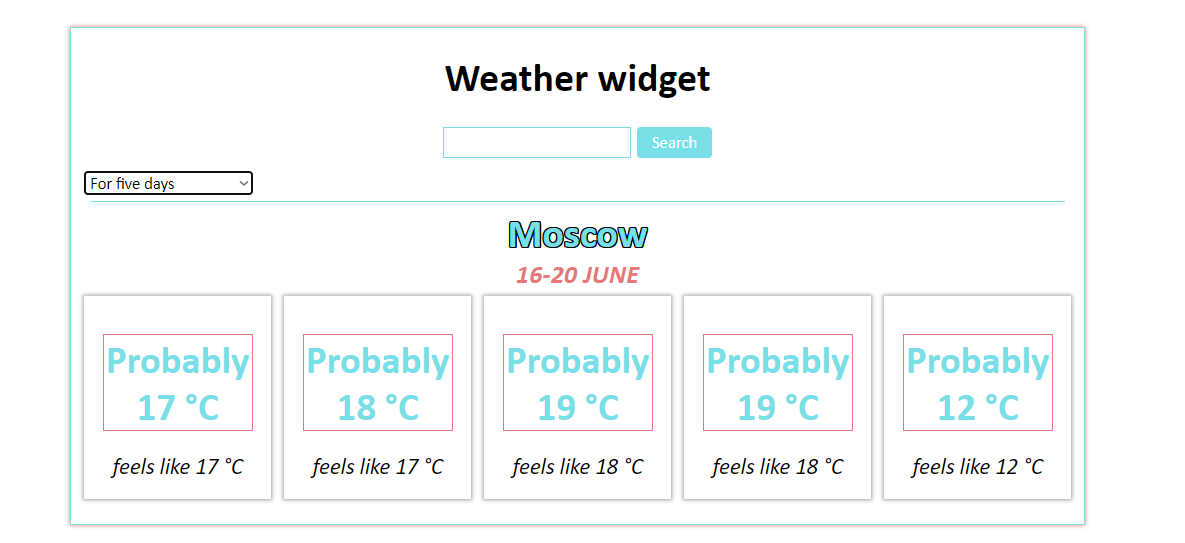 Weather widget
Search
For five days
Moscow
16-20 JUNE
Probably
17 °C
feels like 17 °C
Probably
18 °C
feels like 17 °C
Probably
19 °C
feels like 18 °C
Probably
19 °C
feels like 18 °C
Probably
12 °C
feels like 12 °C